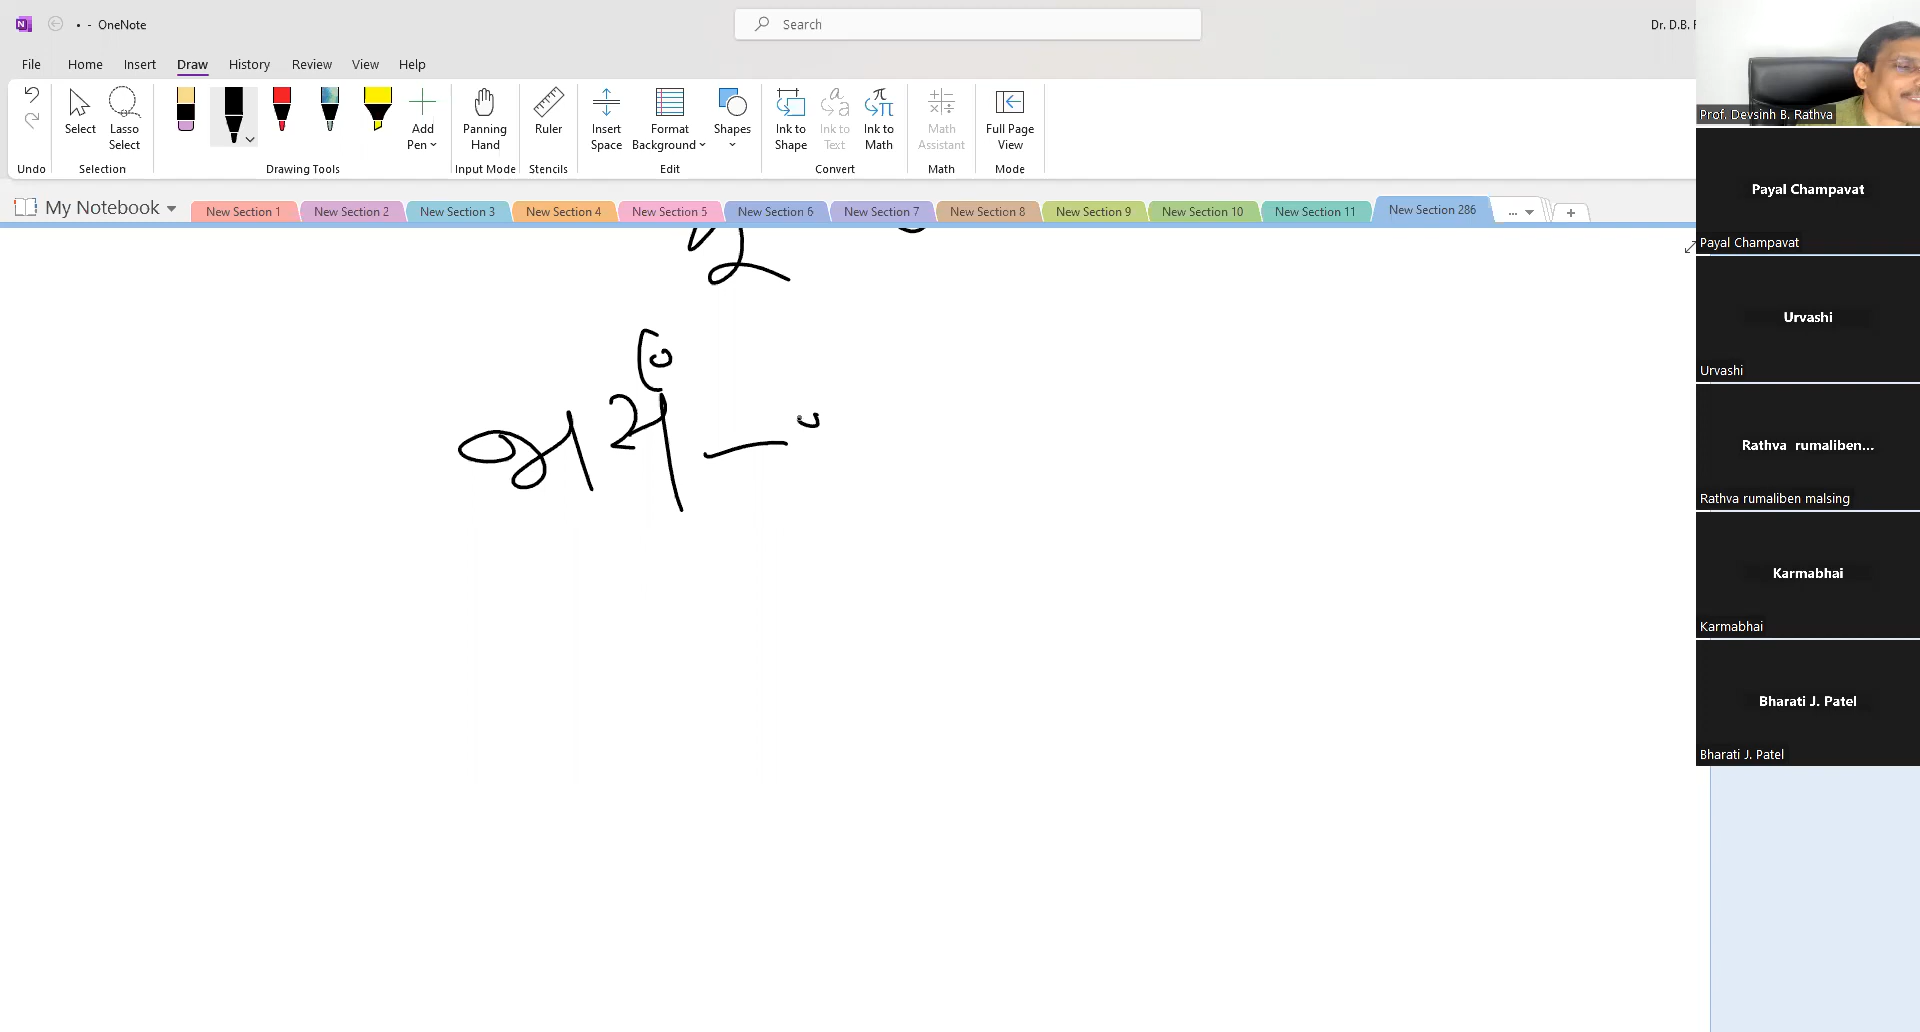 • - OneNote
Search
Dr. D.B.
File Home Insert Draw History Review View Help
Select
Lasso Select
Add Pen
Panning Hand
Ruler
Insert Space
Format Background
Shapes
Ink to Shape
Ink to Text
Ink to Math
Math Assistant
Full Page View
Undo Selection Drawing Tools Input Mode Stencils Edit Convert Math Mode
My Notebook New Section 1 New Section 2 New Section 3 New Section 4 New Section 5 New Section 6 New Section 7 New Section 8 New Section 9 New Section 10 New Section 11 New Section 286 ...
Prof. Devsinh B. Rathva
Payal Champavat
Payal Champavat
Urvashi
Urvashi
Rathva rumaliben...
Rathva rumaliben malsing
Karmabhai
Karmabhai
Bharati J. Patel
Bharati J. Patel